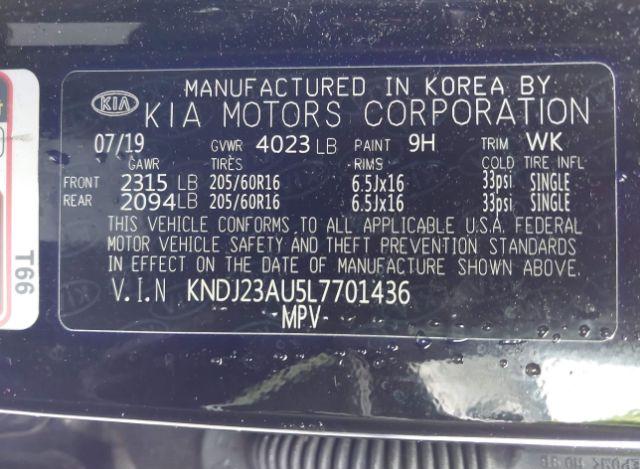 MANUFACTURED IN KOREA BY
KIA KIA MOTORS CORPORATION
07/19 GVWR 4023 LB PAINT 9H TRIM WK
GAWR TIRES -RIMS COLD TIRE INFL
FRONT 2315 LB 205/60R16 6.5Jx16 33psi SINGLE
REAR 2094LB 205/60R16 6.5Jx16 33psi SINGLE
THIS VEHICLE CONFORMS TO ALL APPLICABLE U.S.A. FEDERAL
MOTOR VEHICLE SAFETY AND THEFT PREVENTION STANDARDS
IN EFFECT ON THE DATE OF MANUFACTURE SHOWN ABOVE.
V.I.N KNDJ23AU5L7701436
-MPV-
T66